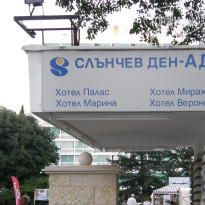 СЛЪНЧЕВ ДЕН-АД
Хотел Палас Хотел Мираж
Хотел Марина Хотел Верон